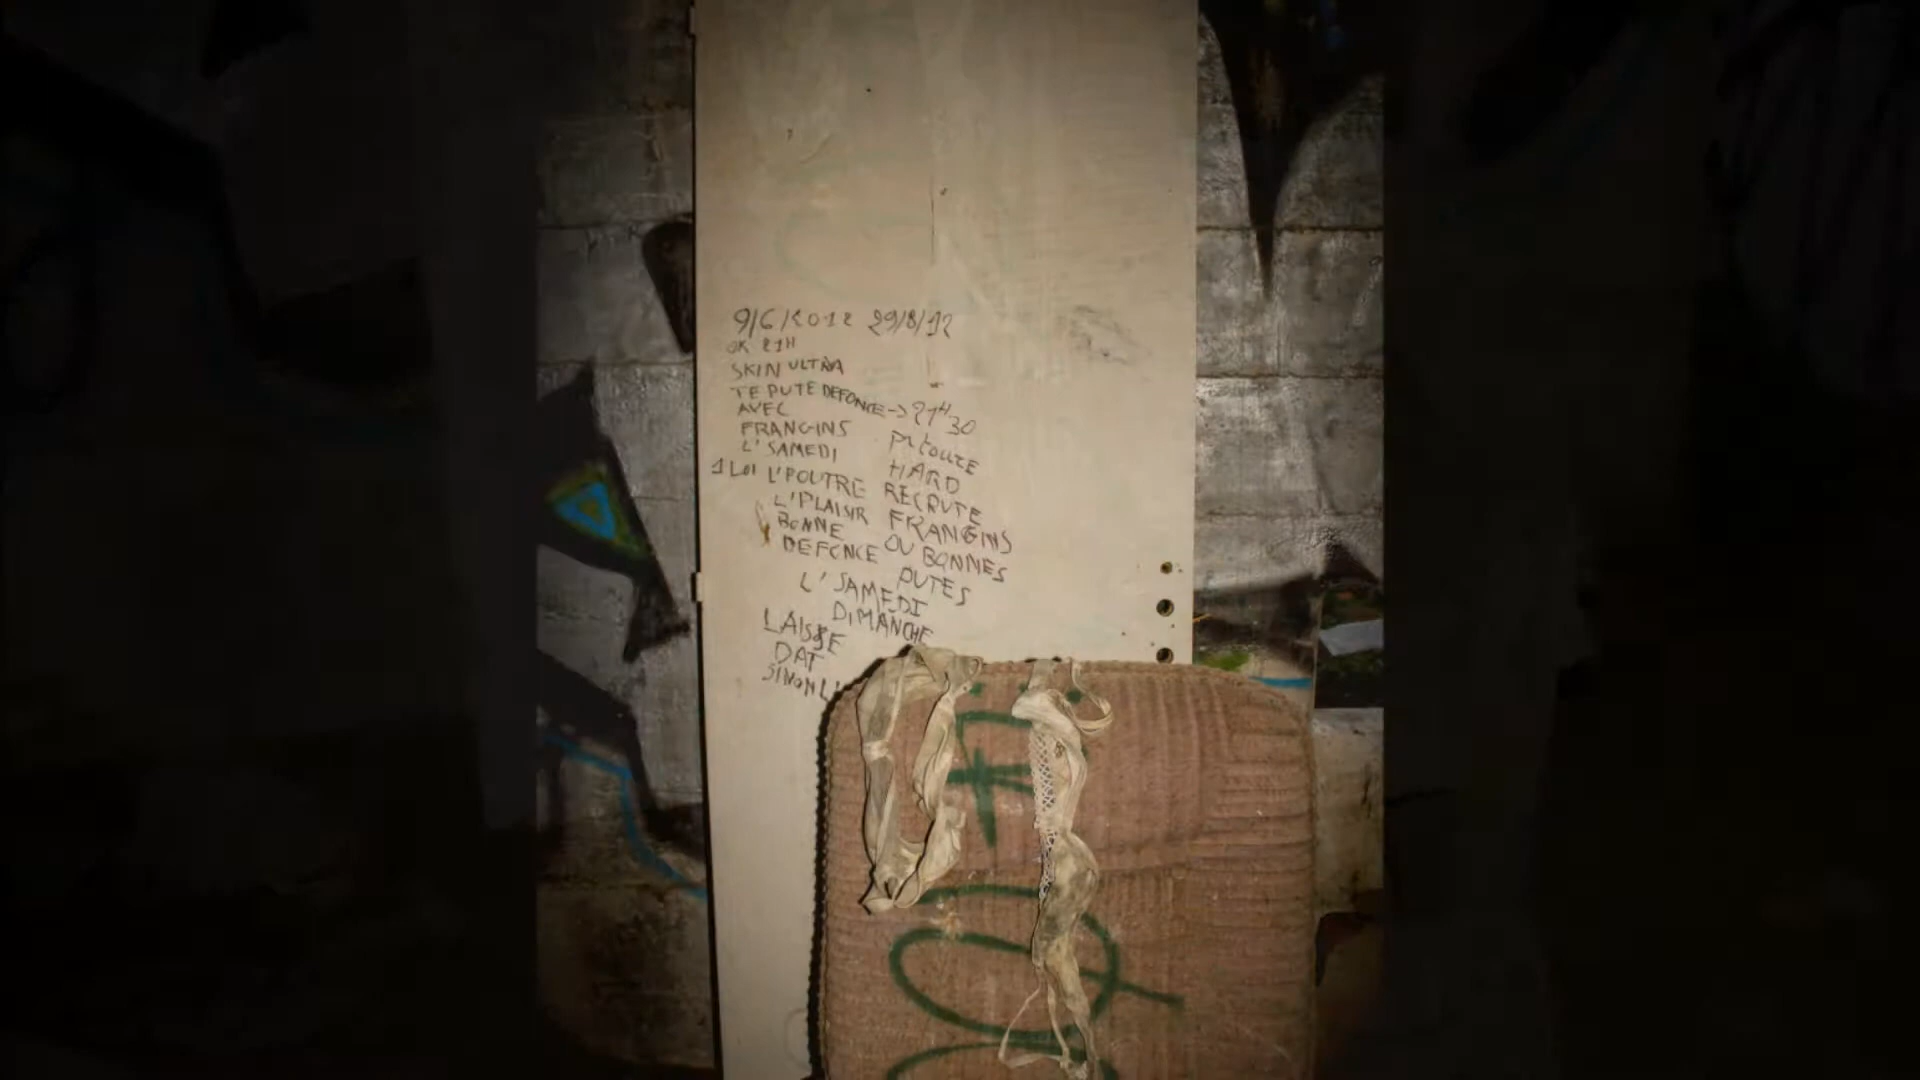 9/6/2012 29/8/12
OK 21H
SKIN ULTRA
TE PUTE DEFONCE -> 21H30
AVEC
FRANGINS
L'SAMEDI
HARD
1 LOI L'POUTRE RECRUTE
L'PLAISIR FRANGINS
BONNE OU BONNES
DEFONCE PUTES
L'SAMEDI
DIMANCHE
LAISSE
DAT
SINON L'